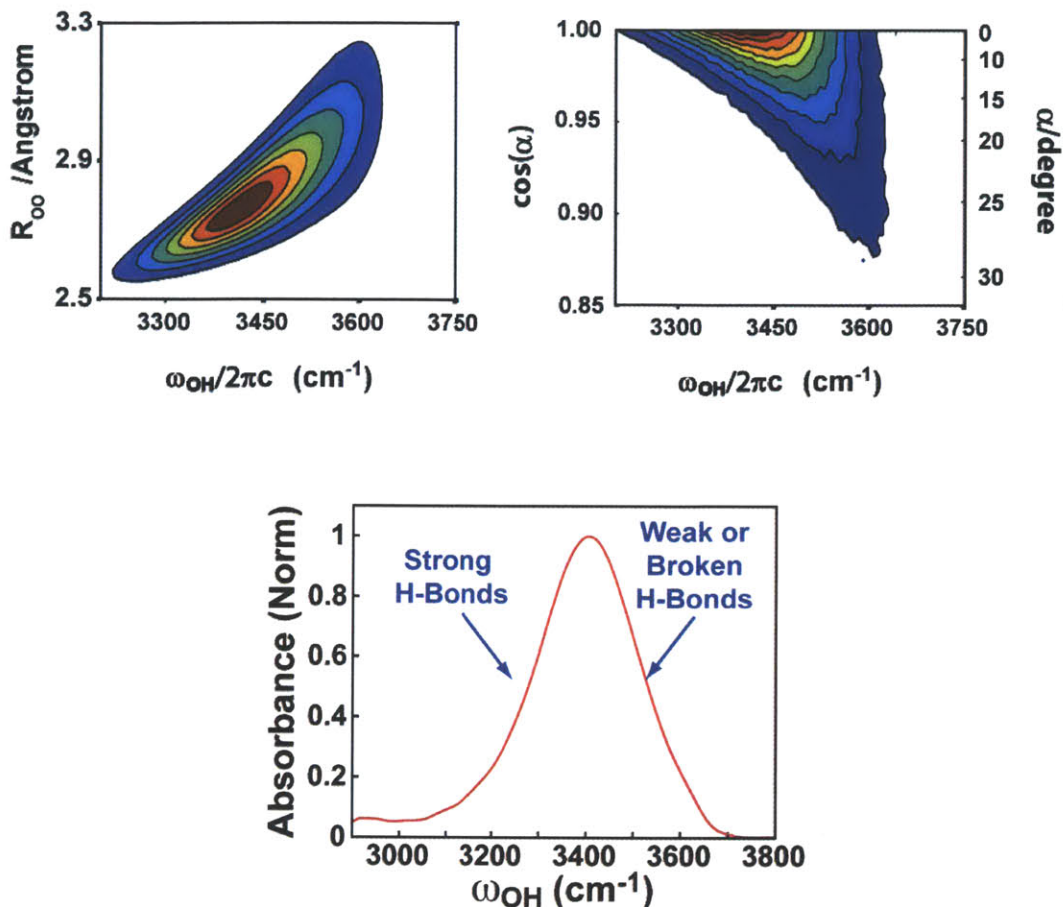 3.3
2.9
2.5
R_OO /Angstrom
3300 3450 3600 3750
ω_OH/2πc (cm⁻¹)
1.00
0.95
0.90
0.85
cos(α)
0
10
15
20
25
30
α/degree
3300 3450 3600 3750
ω_OH/2πc (cm⁻¹)
1
0.8
0.6
0.4
0.2
0
Absorbance (Norm)
Strong
H-Bonds
Weak or
Broken
H-Bonds
3000 3200 3400 3600 3800
ω_OH (cm⁻¹)